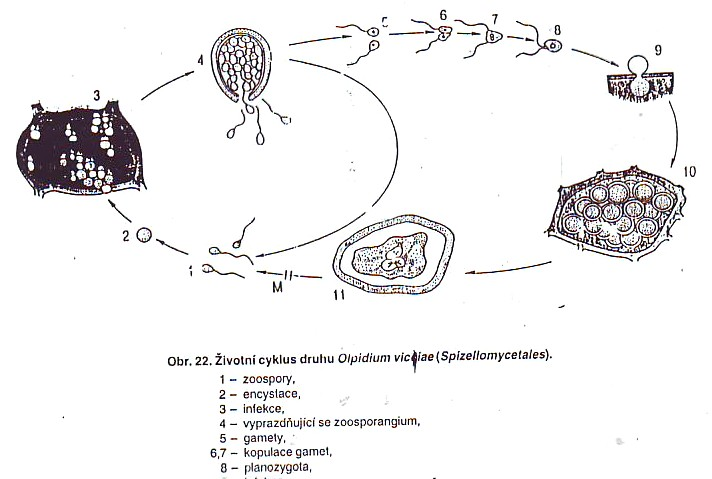 4
5
6
7
8
9
3
10
2
1
M
11
Obr. 22. Životní cyklus druhu Olpidium viciae (Spizellomycetales).
1 – zoospory,
2 – encystace,
3 – infekce,
4 – vyprazdňující se zoosporangium,
5 – gamety,
6,7 – kopulace gamet,
8 – planozygota,